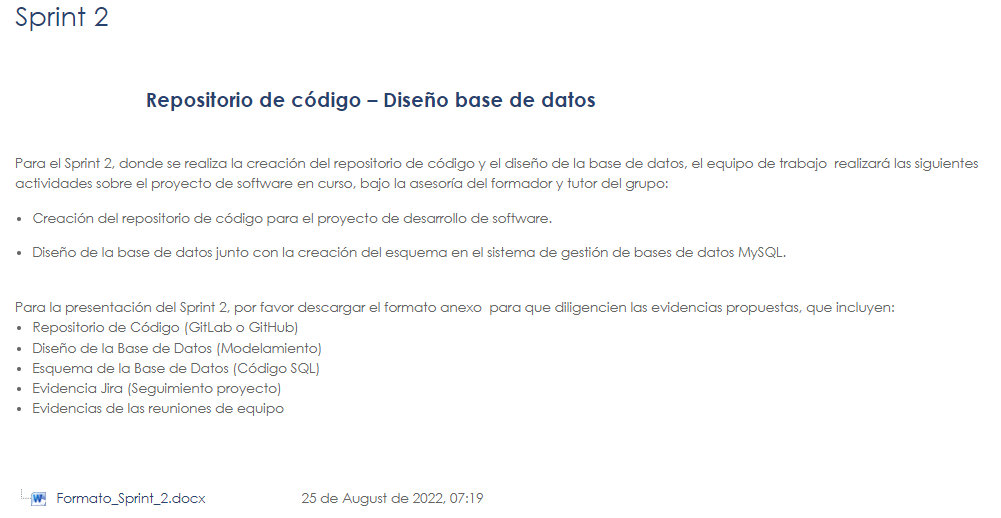 Sprint 2
Repositorio de código – Diseño base de datos
Para el Sprint 2, donde se realiza la creación del repositorio de código y el diseño de la base de datos, el equipo de trabajo realizará las siguientes
actividades sobre el proyecto de software en curso, bajo la asesoría del formador y tutor del grupo:
• Creación del repositorio de código para el proyecto de desarrollo de software.
• Diseño de la base de datos junto con la creación del esquema en el sistema de gestión de bases de datos MySQL.
Para la presentación del Sprint 2, por favor descargar el formato anexo para que diligencien las evidencias propuestas, que incluyen:
• Repositorio de Código (GitLab o GitHub)
• Diseño de la Base de Datos (Modelamiento)
• Esquema de la Base de Datos (Código SQL)
• Evidencia Jira (Seguimiento proyecto)
• Evidencias de las reuniones de equipo
Formato_Sprint_2.docx 25 de August de 2022, 07:19